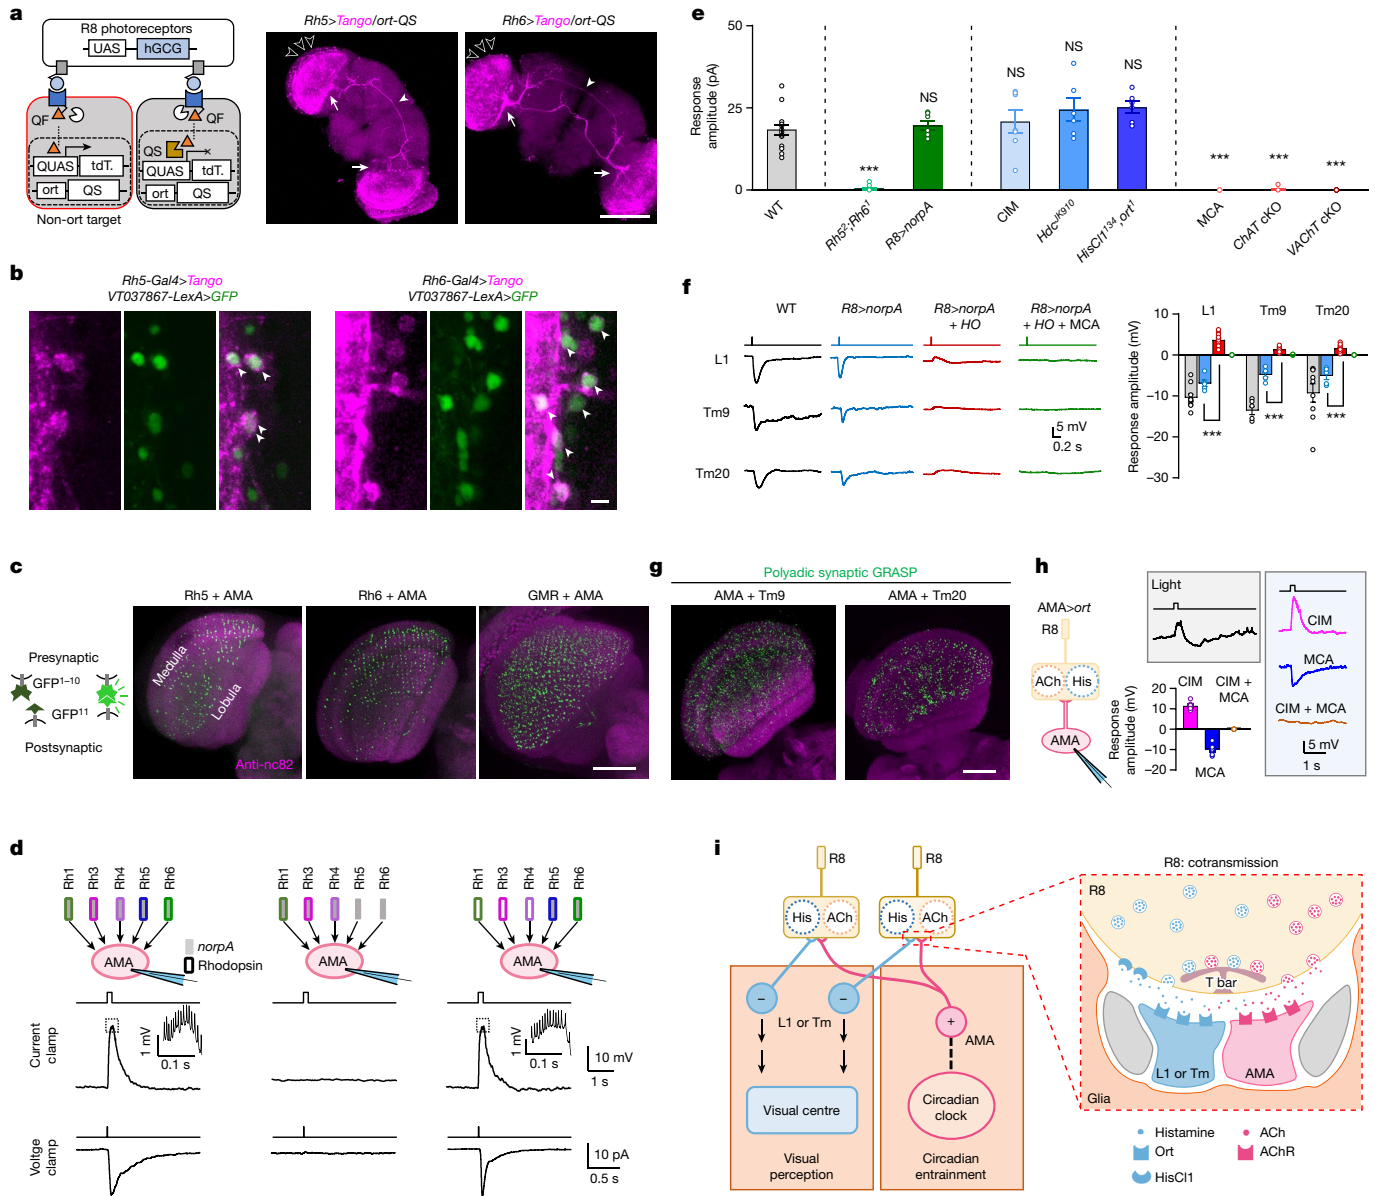 a
R8 photoreceptors
UAS
hGCG
QF
QF
QS
QUAS
tdT.
QUAS
tdT.
ort
QS
ort
QS
Non-ort target
Rh5>Tango/ort-QS
Rh6>Tango/ort-QS
b
Rh5-Gal4>Tango
VT037867-LexA>GFP
Rh6-Gal4>Tango
VT037867-LexA>GFP
c
Presynaptic
GFP1–10
GFP11
Postsynaptic
Rh5 + AMA
Rh6 + AMA
GMR + AMA
Medulla
Lobula
Anti-nc82
d
Rh1
Rh3
Rh4
Rh5
Rh6
Rh1
Rh3
Rh4
Rh5
Rh6
Rh1
Rh3
Rh4
Rh5
Rh6
AMA
AMA
AMA
norpA
Rhodopsin
Current
clamp
1 mV
0.1 s
1 mV
0.1 s
10 mV
1 s
Voltge
clamp
10 pA
0.5 s
e
Response
amplitude (pA)
50
25
0
***
NS
NS
NS
NS
***
***
***
WT
Rh5²;Rh6¹
R8>norpA
CIM
HdcJK910
HisCl1134,ort1
MCA
ChAT cKO
VAChT cKO
f
WT
R8>norpA
R8>norpA
+ HO
R8>norpA
+ HO + MCA
L1
Tm9
Tm20
5 mV
0.2 s
Response amplitude (mV)
10
0
−10
−20
−30
L1
Tm9
Tm20
***
***
***
g
Polyadic synaptic GRASP
AMA + Tm9
AMA + Tm20
h
AMA>ort
R8
ACh
His
AMA
Light
CIM
MCA
CIM + MCA
5 mV
1 s
Response
amplitude (mV)
20
10
0
−10
−20
CIM
CIM +
MCA
MCA
i
R8
R8
His
ACh
His
ACh
−
−
L1 or Tm
+
AMA
Visual centre
Circadian
clock
Visual
perception
Circadian
entrainment
R8: cotransmission
R8
T bar
L1 or Tm
AMA
Glia
Histamine
Ort
HisCl1
ACh
AChR